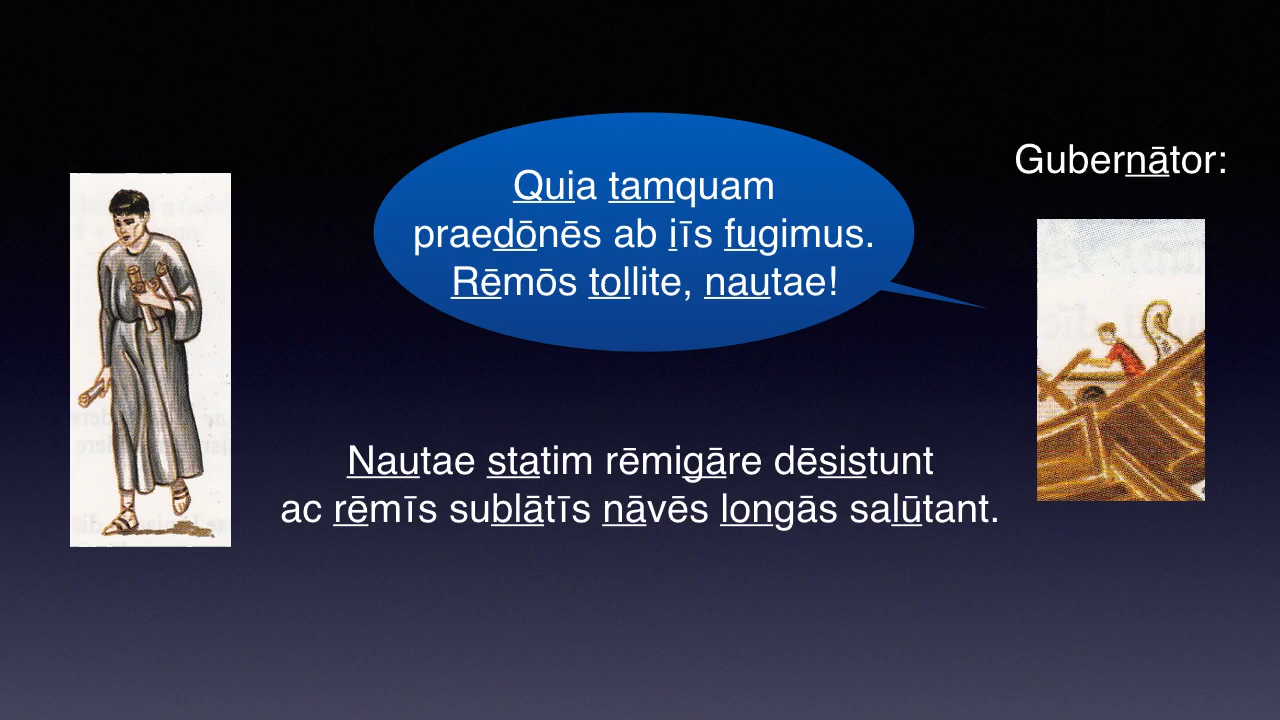 Gubernātor:
Quia tamquam
praedōnēs ab iīs fugimus.
Rēmōs tollite, nautae!
Nautae statim rēmigāre dēsistunt
ac rēmīs sublātīs nāvēs longās salūtant.